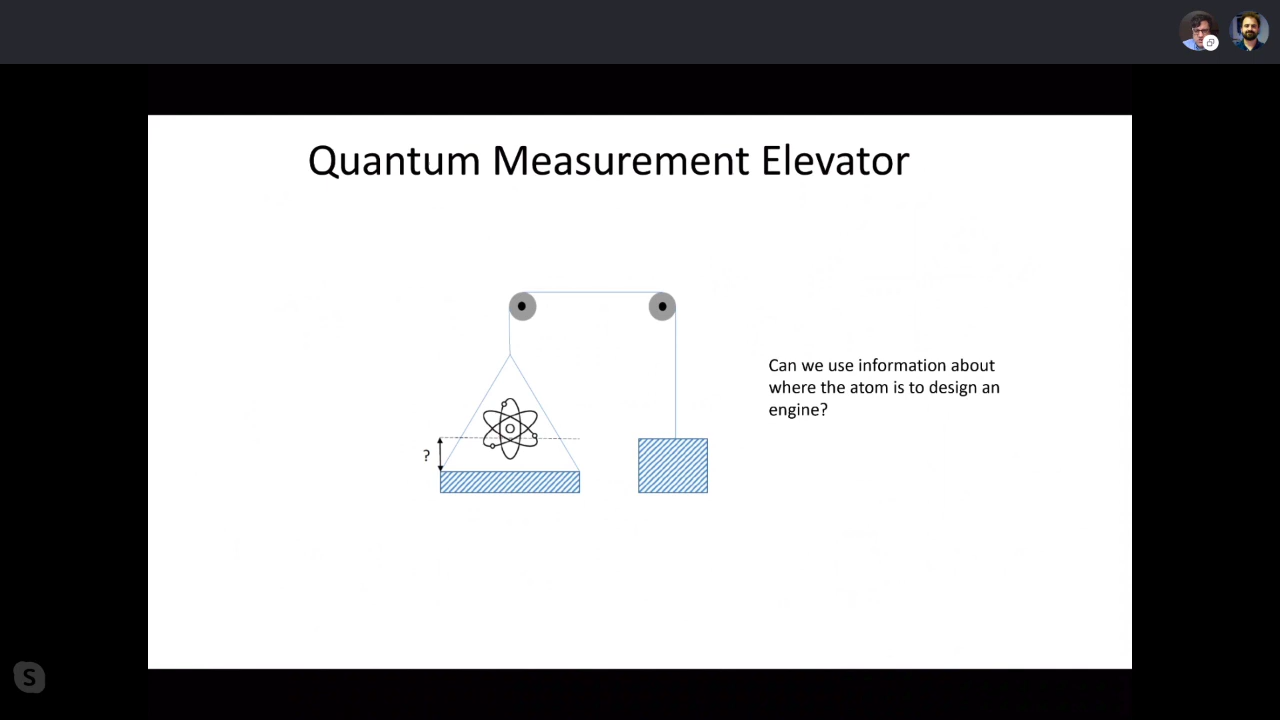 Quantum Measurement Elevator
Can we use information about
where the atom is to design an
engine?
?
S